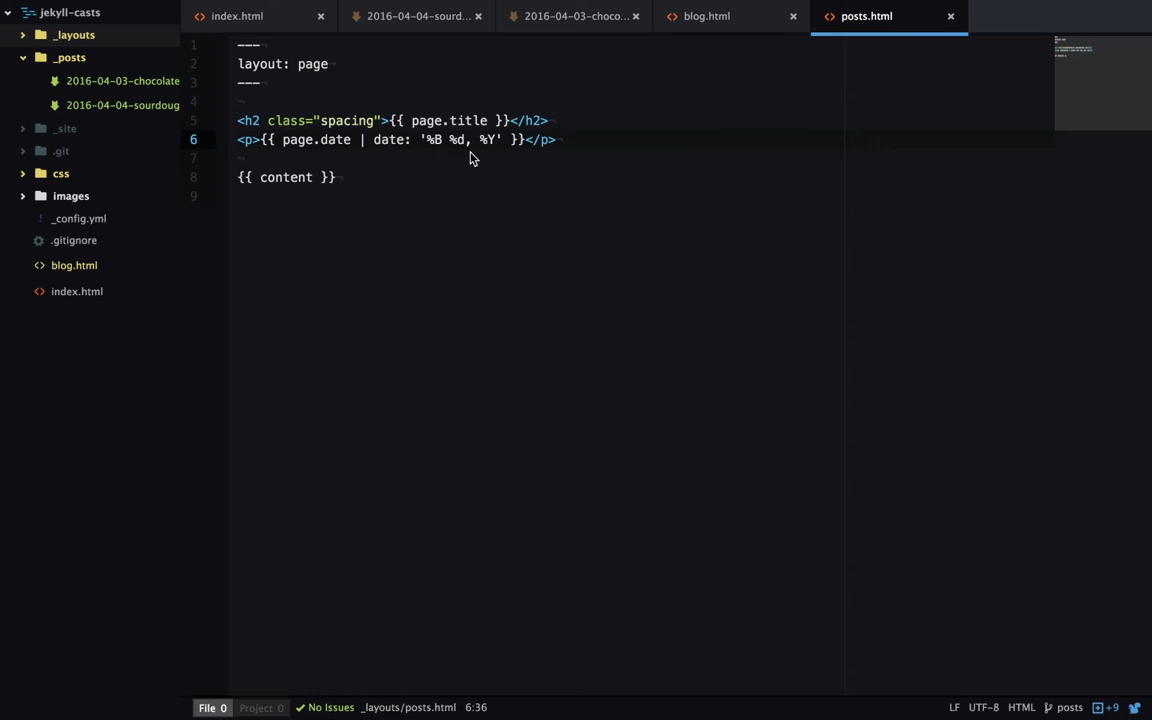 jekyll-casts
_layouts
_posts
2016-04-03-chocolate
2016-04-04-sourdoug
_site
.git
css
images
_config.yml
.gitignore
blog.html
index.html
index.html
2016-04-04-sourd...
2016-04-03-choco...
blog.html
posts.html
1 ---¬
2 layout: page¬
3 ---¬
4 ¬
5 <h2 class="spacing">{{ page.title }}</h2>¬
6 <p>{{ page.date | date: '%B %d, %Y' }}</p>¬
7 ¬
8 {{ content }}¬
9
File 0 Project 0 No Issues _layouts/posts.html 6:36 LF UTF-8 HTML posts +9